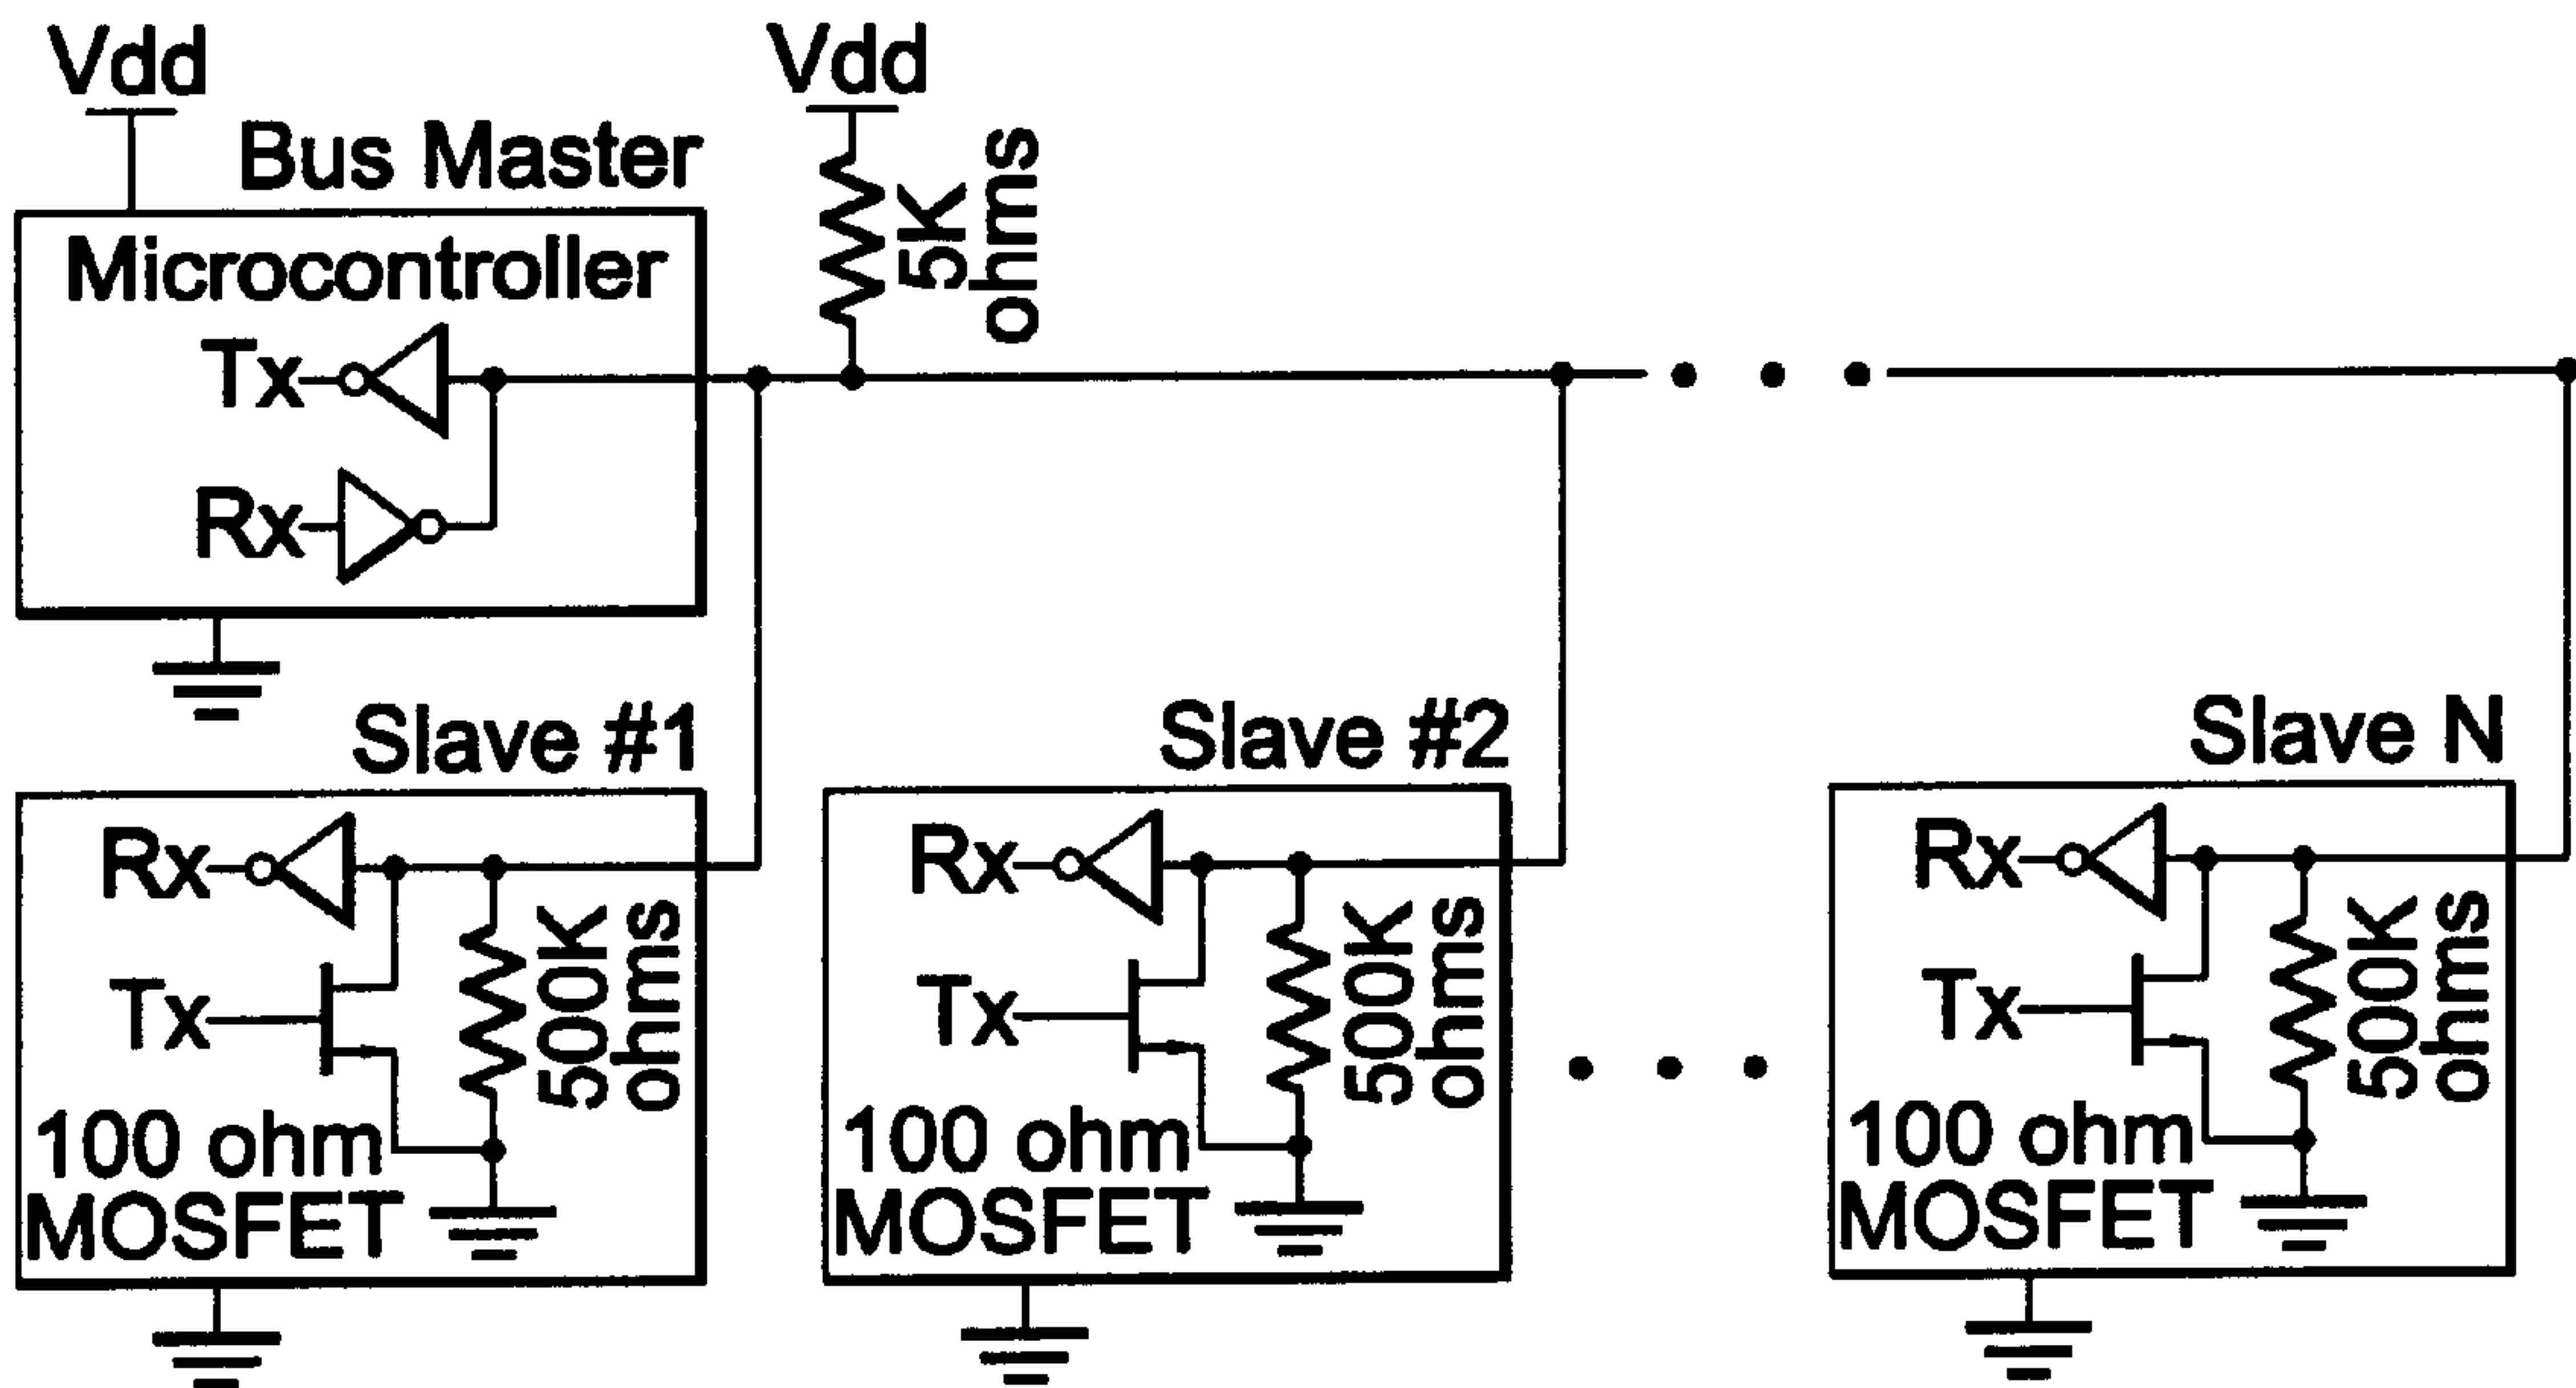 Vdd
Vdd
Bus Master
5K
ohms
Microcontroller
Tx
Rx
Slave #1
Rx
Tx
500K
ohms
100 ohm
MOSFET
Slave #2
Rx
Tx
500K
ohms
100 ohm
MOSFET
Slave N
Rx
Tx
500K
ohms
100 ohm
MOSFET